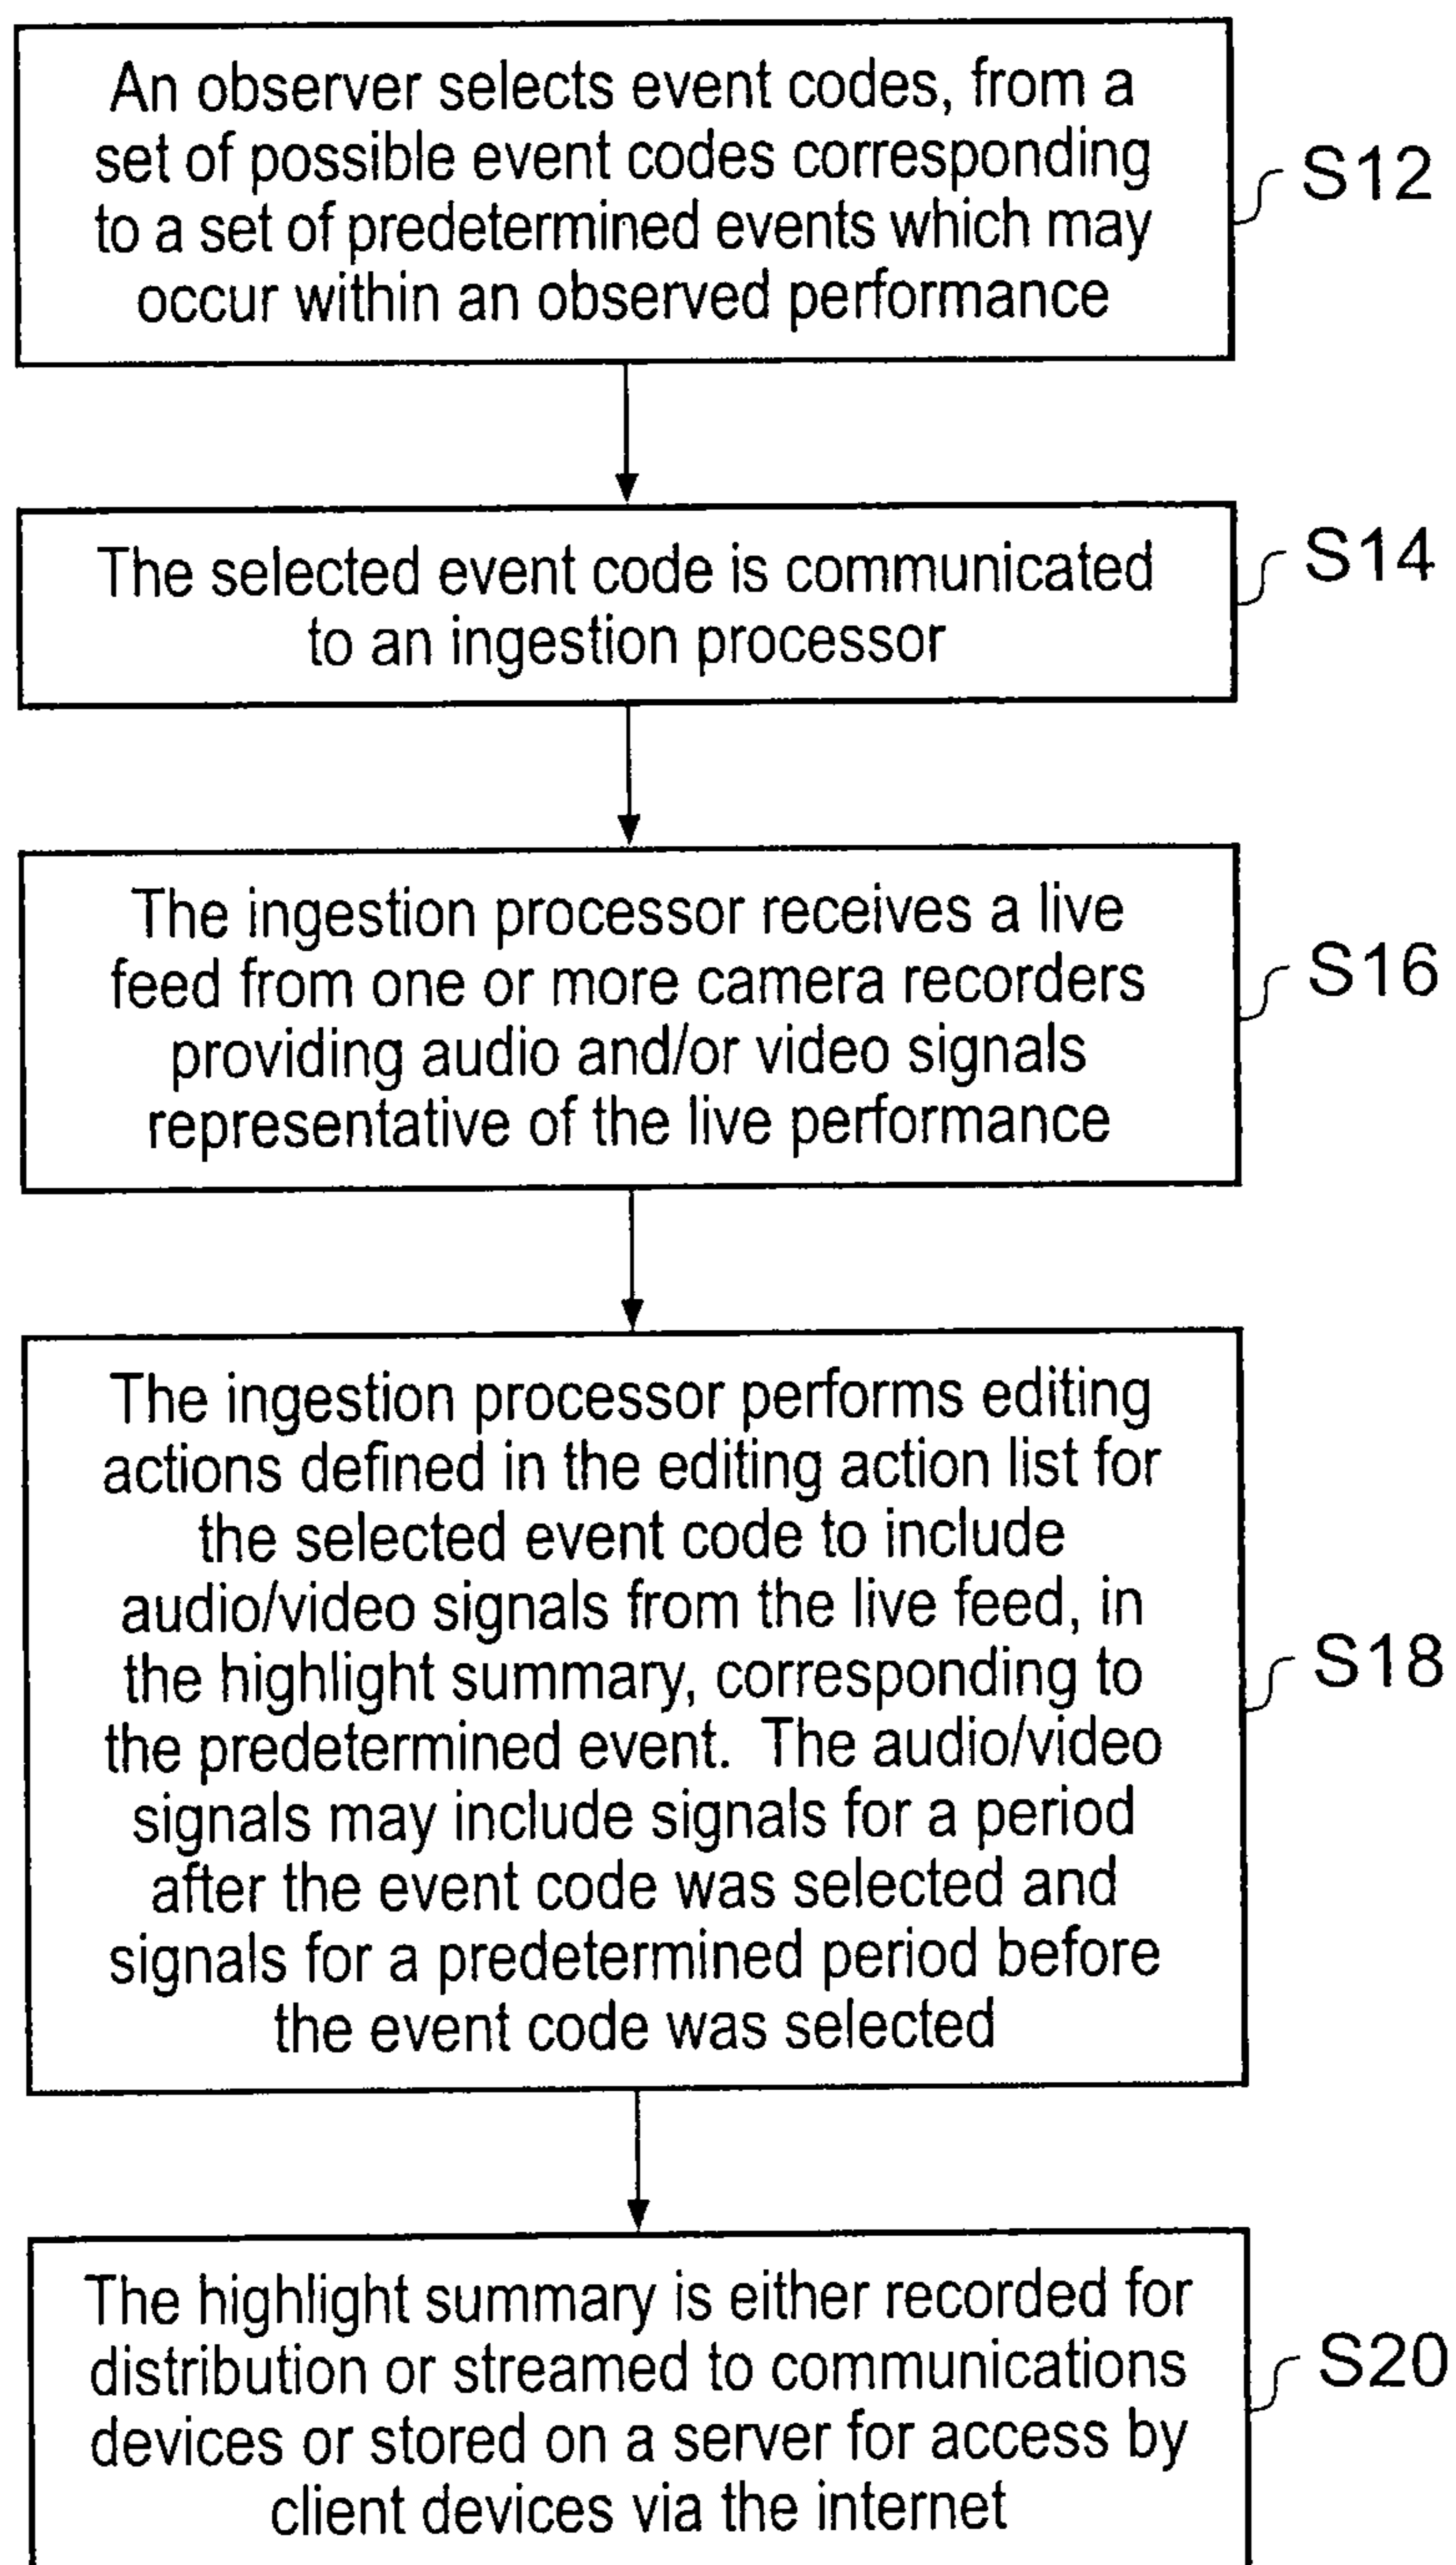 An observer selects event codes, from a
set of possible event codes corresponding
to a set of predetermined events which may
occur within an observed performance
S12
The selected event code is communicated
to an ingestion processor
S14
The ingestion processor receives a live
feed from one or more camera recorders
providing audio and/or video signals
representative of the live performance
S16
The ingestion processor performs editing
actions defined in the editing action list for
the selected event code to include
audio/video signals from the live feed, in
the highlight summary, corresponding to
the predetermined event. The audio/video
signals may include signals for a period
after the event code was selected and
signals for a predetermined period before
the event code was selected
S18
The highlight summary is either recorded for
distribution or streamed to communications
devices or stored on a server for access by
client devices via the internet
S20